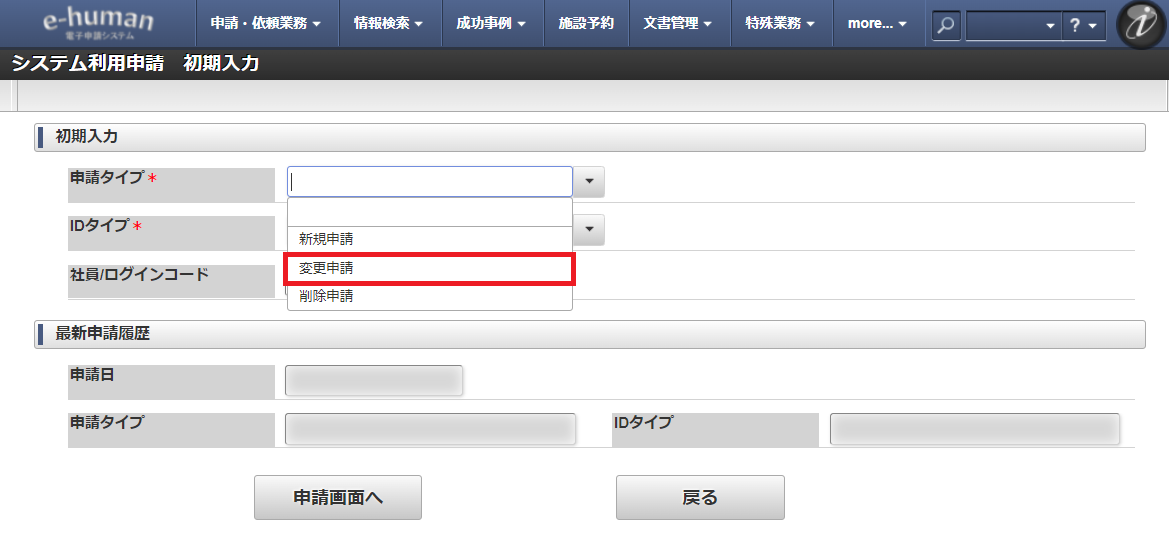 e-human 申請・依頼業務 情報検索 成功事例 施設予約 文書管理 特殊業務 more... ?
電子申請システム
システム利用申請　初期入力
初期入力
申請タイプ *
IDタイプ *
新規申請
変更申請
社員/ログインコード
削除申請
最新申請履歴
申請日
申請タイプ IDタイプ
申請画面へ 戻る